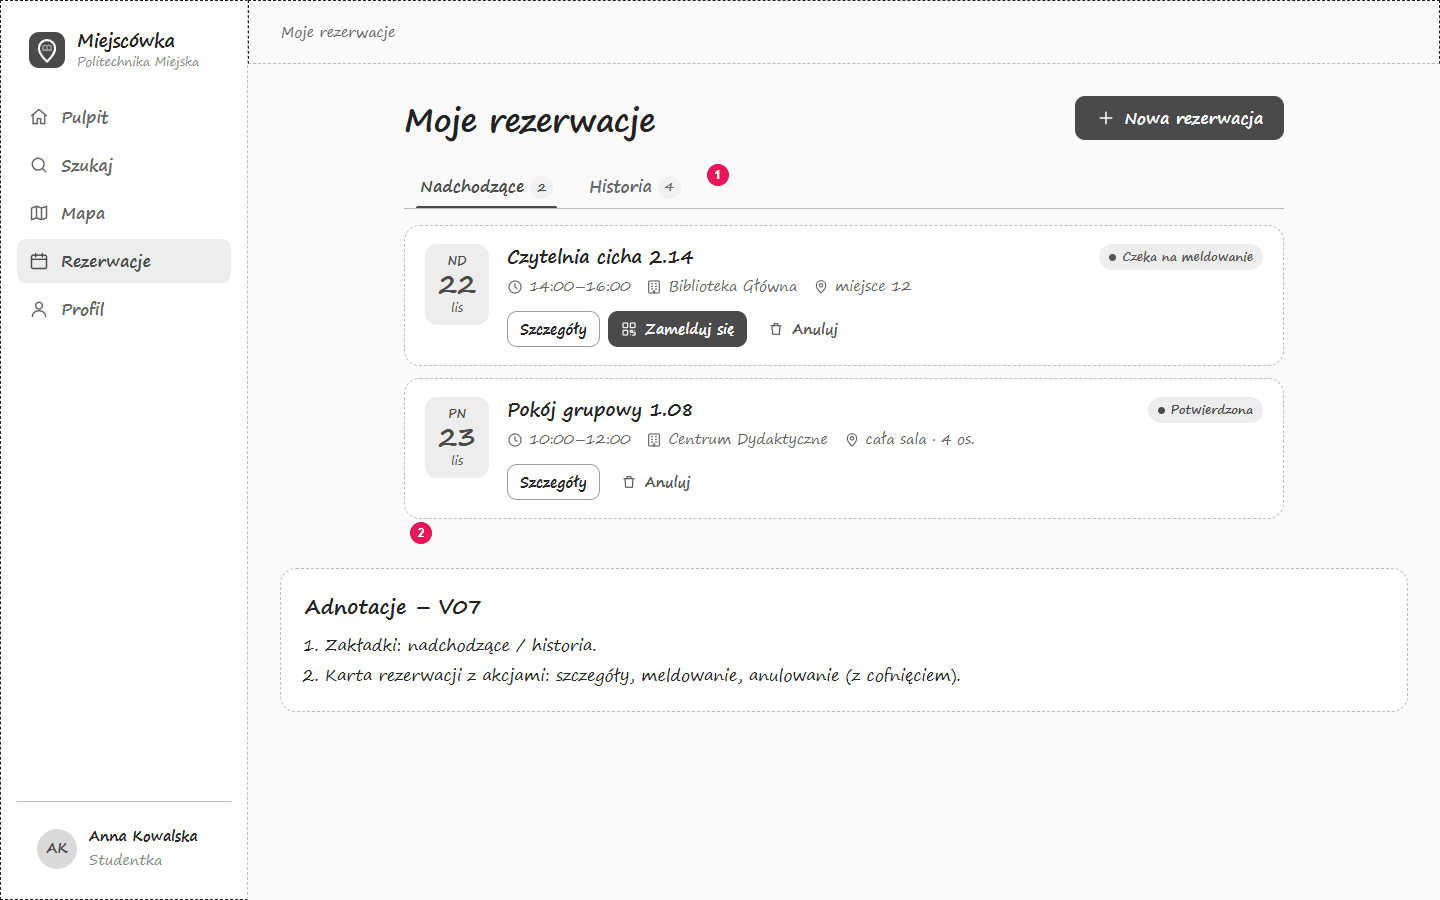 Miejscówka
Politechnika Miejska
Pulpit
Szukaj
Mapa
Rezerwacje
Profil
Anna Kowalska
AK
Studentka
Moje rezerwacje
Moje rezerwacje
Nowa rezerwacja
Nadchodzące 2 Historia 4
1
ND
22
lis
Czytelnia cicha 2.14
Czeka na meldowanie
14:00–16:00 Biblioteka Główna miejsce 12
Szczegóły Zamelduj się Anuluj
PN
23
lis
Pokój grupowy 1.08
Potwierdzona
10:00–12:00 Centrum Dydaktyczne cała sala · 4 os.
Szczegóły Anuluj
2
Adnotacje – V07
1. Zakładki: nadchodzące / historia.
2. Karta rezerwacji z akcjami: szczegóły, meldowanie, anulowanie (z cofnięciem).